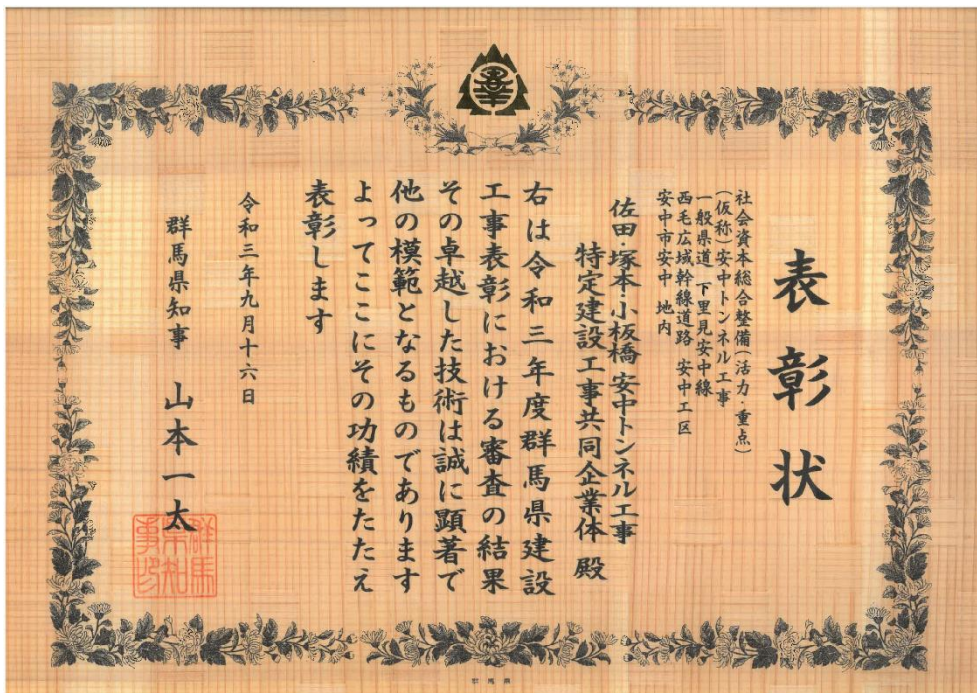 表彰状
社会資本総合整備(活力・重点)
(仮称)安中トンネル工事
一般県道 下里見安中線
西毛広域幹線道路 安中工区
安中市安中 地内
佐田・塚本・小板橋 安中トンネル工事
特定建設工事共同企業体 殿
右は令和三年度群馬県建設
工事表彰における審査の結果
その卓越した技術は誠に顕著で
他の模範となるものであります
よってここにその功績をたたえ
表彰します
令和三年九月十六日
群馬県知事 山本一太
群馬県知事印
群馬県